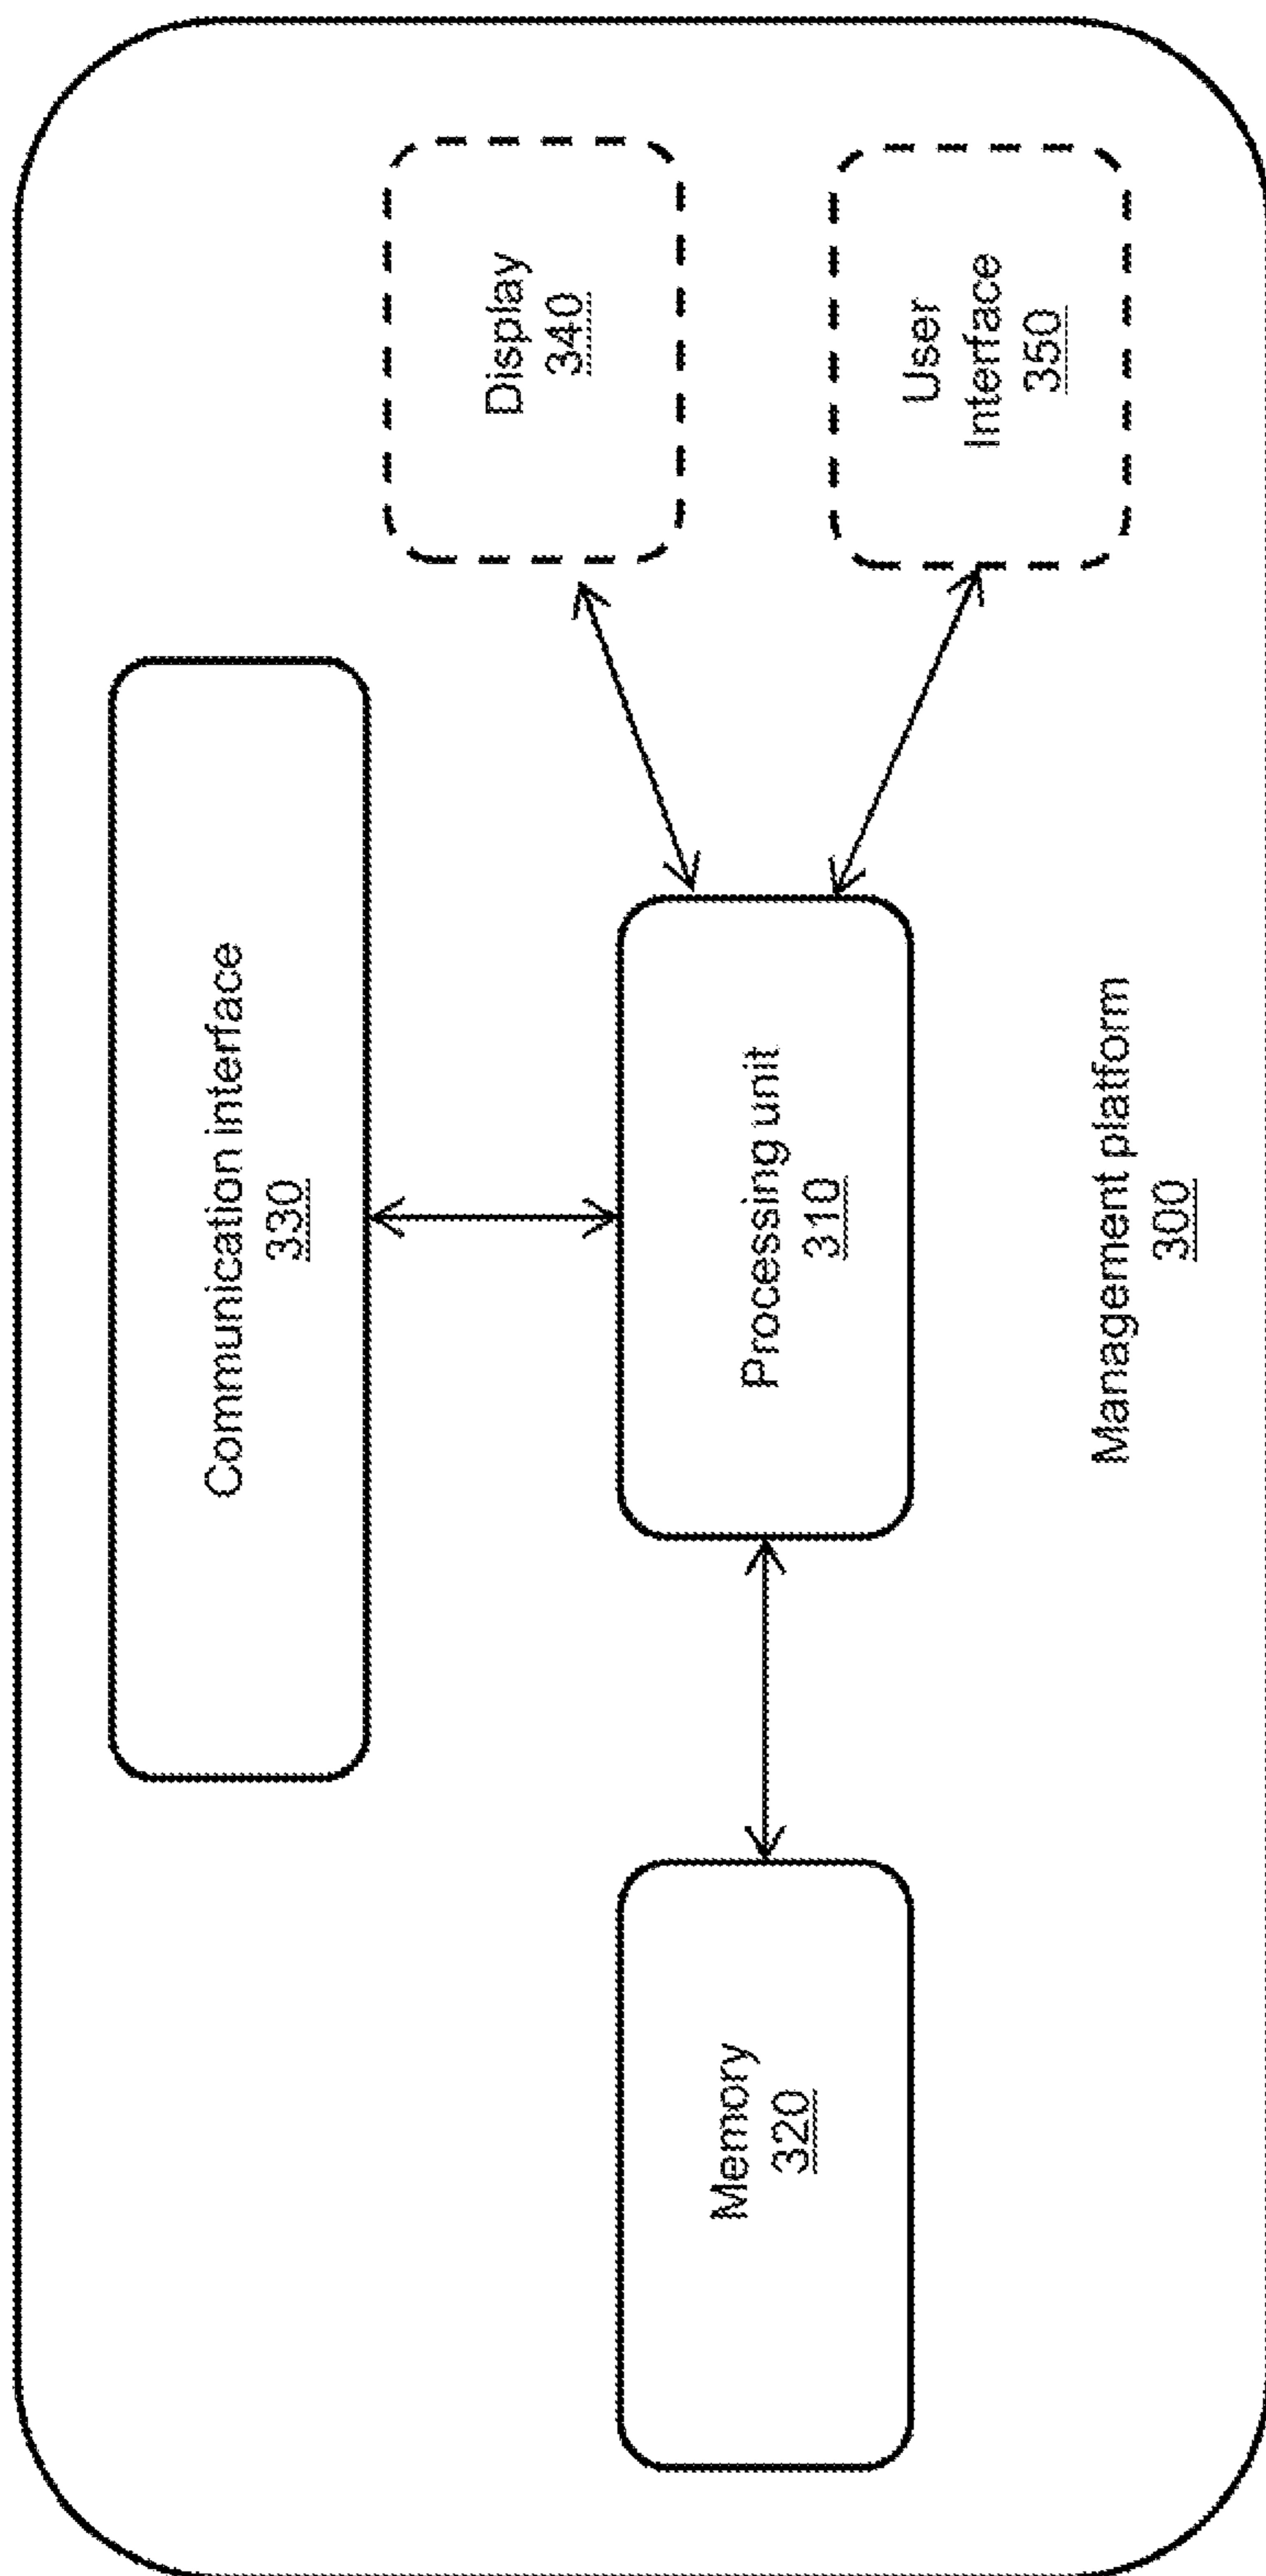 Communication interface
330
Display
340
Memory
320
Processing unit
310
User
Interface
350
Management platform
300